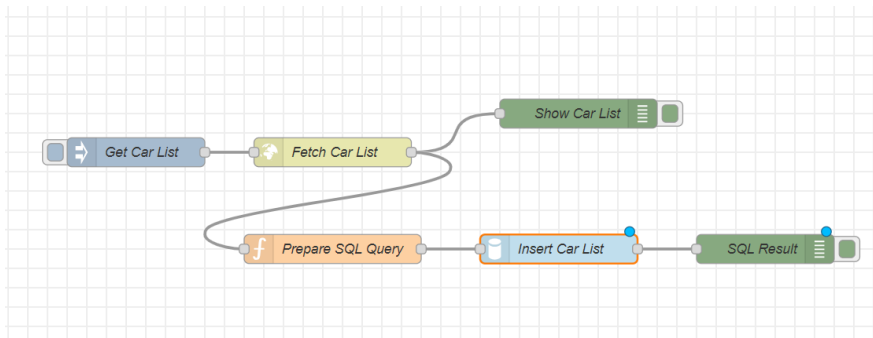 Show Car List
Get Car List
Fetch Car List
Prepare SQL Query
Insert Car List
SQL Result